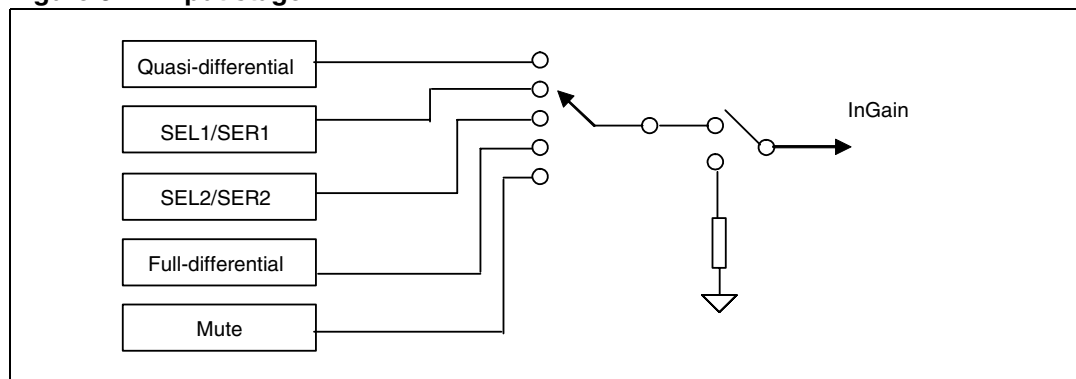 Quasi-differential
SEL1/SER1
InGain
SEL2/SER2
Full-differential
Mute